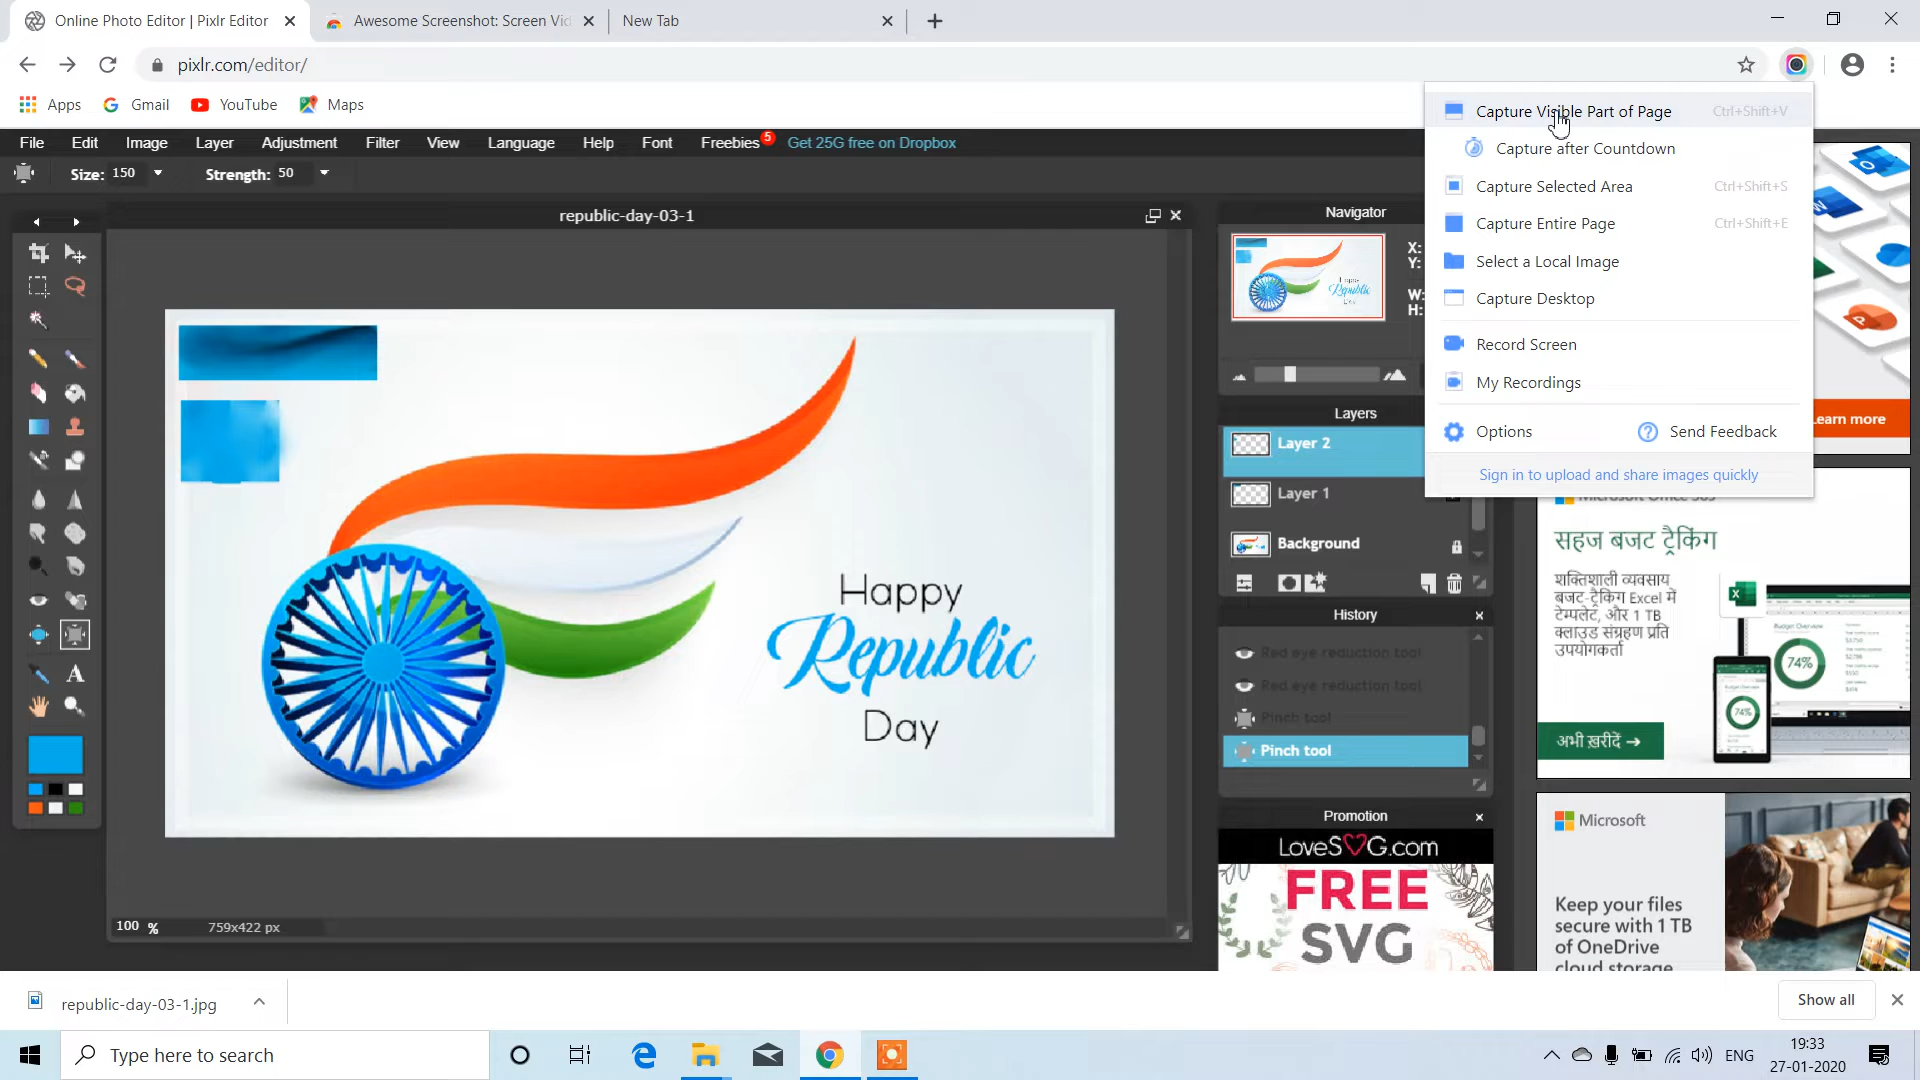 Online Photo Editor | Pixlr Editor
Awesome Screenshot: Screen Vid
New Tab
pixlr.com/editor/
Apps Gmail YouTube Maps
File Edit Image Layer Adjustment Filter View Language Help Font Freebies 5 Get 25G free on Dropbox
Size: 150 Strength: 50
republic-day-03-1
Happy
Republic
Day
100 % 759x422 px
Navigator
X:
Y:
W:
H:
Layers
Layer 2
Layer 1
Background
History
Red eye reduction tool
Red eye reduction tool
Pinch tool
Pinch tool
Promotion
LoveSVG.com
FREE
SVG
Capture Visible Part of Page Ctrl+Shift+V
Capture after Countdown
Capture Selected Area Ctrl+Shift+S
Capture Entire Page Ctrl+Shift+E
Select a Local Image
Capture Desktop
Record Screen
My Recordings
Options Send Feedback
Sign in to upload and share images quickly
Learn more
Microsoft Office 365
सहज बजट ट्रैकिंग
शक्तिशाली व्यवसाय
बजट-ट्रैकिंग Excel में
टेम्पलेट, और 1 TB
क्लाउड संग्रहण प्रति
उपयोगकर्ता
74%
74%
अभी ख़रीदें →
Microsoft
Keep your files
secure with 1 TB
of OneDrive
cloud storage
republic-day-03-1.jpg
Show all
Type here to search
ENG
19:33
27-01-2020